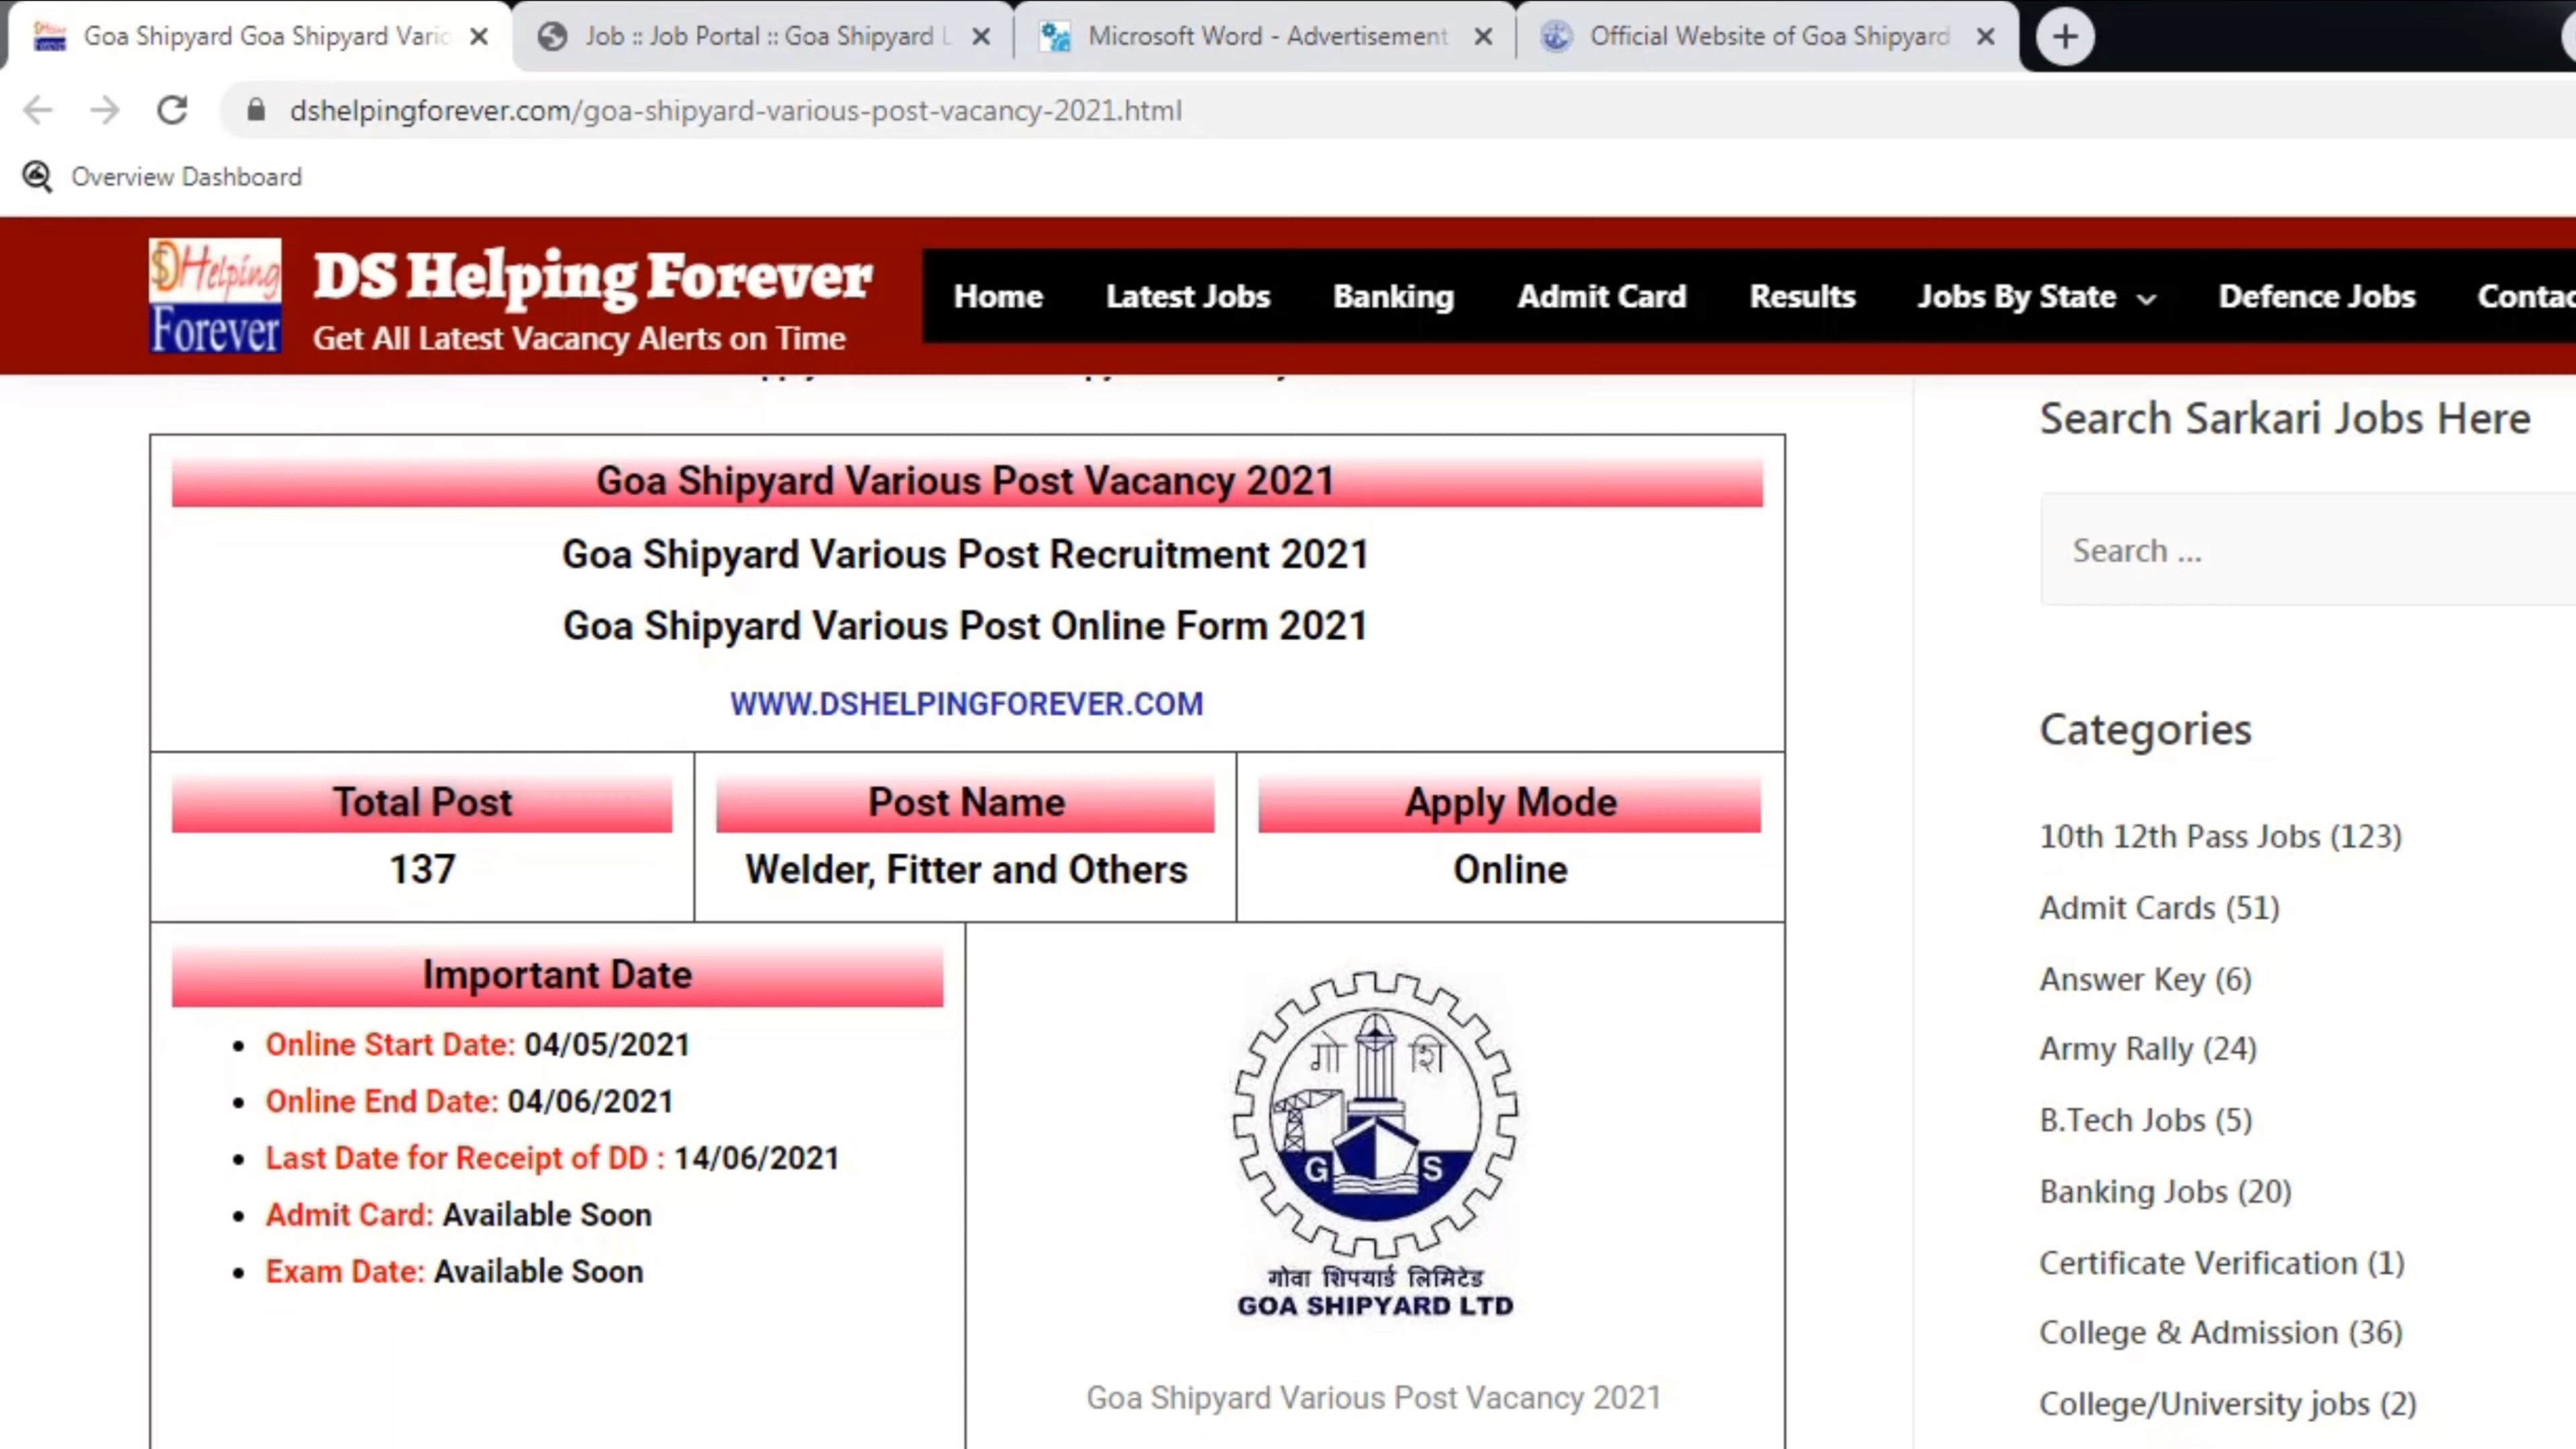 Goa Shipyard Goa Shipyard Vario
Job :: Job Portal :: Goa Shipyard L
Microsoft Word - Advertisement
Official Website of Goa Shipyard
dshelpingforever.com/goa-shipyard-various-post-vacancy-2021.html
Overview Dashboard
DHelping
Forever
DS Helping Forever
Get All Latest Vacancy Alerts on Time
Home
Latest Jobs
Banking
Admit Card
Results
Jobs By State
Defence Jobs
Contac
Goa Shipyard Various Post Vacancy 2021
Goa Shipyard Various Post Recruitment 2021
Goa Shipyard Various Post Online Form 2021
WWW.DSHELPINGFOREVER.COM
Total Post
137
Post Name
Welder, Fitter and Others
Apply Mode
Online
Important Date
Online Start Date: 04/05/2021
Online End Date: 04/06/2021
Last Date for Receipt of DD : 14/06/2021
Admit Card: Available Soon
Exam Date: Available Soon
गो शि
G S
गोवा शिपयार्ड लिमिटेड
GOA SHIPYARD LTD
Goa Shipyard Various Post Vacancy 2021
Search Sarkari Jobs Here
Search ...
Categories
10th 12th Pass Jobs (123)
Admit Cards (51)
Answer Key (6)
Army Rally (24)
B.Tech Jobs (5)
Banking Jobs (20)
Certificate Verification (1)
College & Admission (36)
College/University jobs (2)